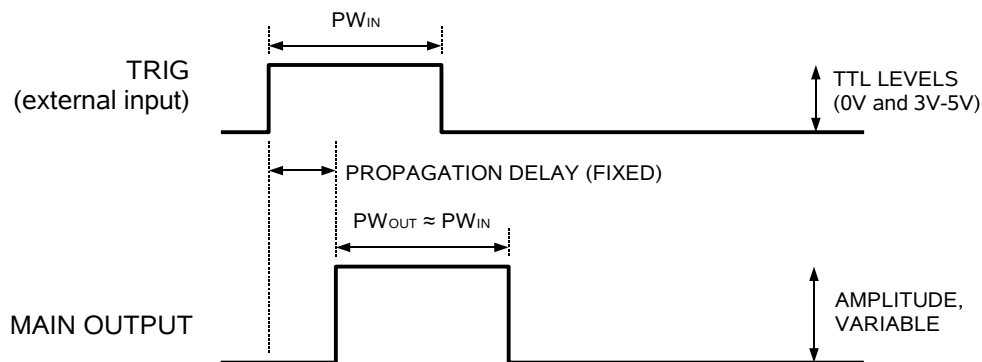 PWIN
TRIG
(external input)
TTL LEVELS
(0V and 3V-5V)
PROPAGATION DELAY (FIXED)
PWOUT ≈ PWIN
MAIN OUTPUT
AMPLITUDE,
VARIABLE